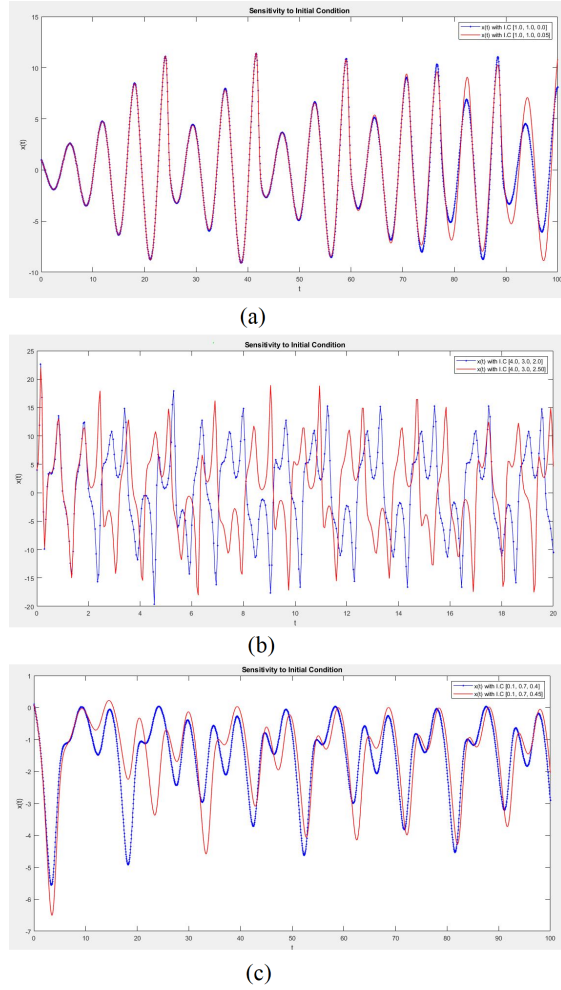 Sensitivity to Initial Condition
x(t) with I.C [1.0, 1.0, 0.0]
x(t) with I.C [1.0, 1.0, 0.05]
15
10
5
0
-5
-10
x(t)
0 10 20 30 40 50 60 70 80 90 100
t
(a)
Sensitivity to Initial Condition
x(t) with I.C [4.0, 3.0, 2.0]
x(t) with I.C [4.0, 3.0, 2.50]
25
20
15
10
5
0
-5
-10
-15
-20
x(t)
0 2 4 6 8 10 12 14 16 18 20
t
(b)
Sensitivity to Initial Condition
x(t) with I.C [0.1, 0.7, 0.4]
x(t) with I.C [0.1, 0.7, 0.45]
1
0
-1
-2
-3
-4
-5
-6
-7
x(t)
0 10 20 30 40 50 60 70 80 90 100
t
(c)